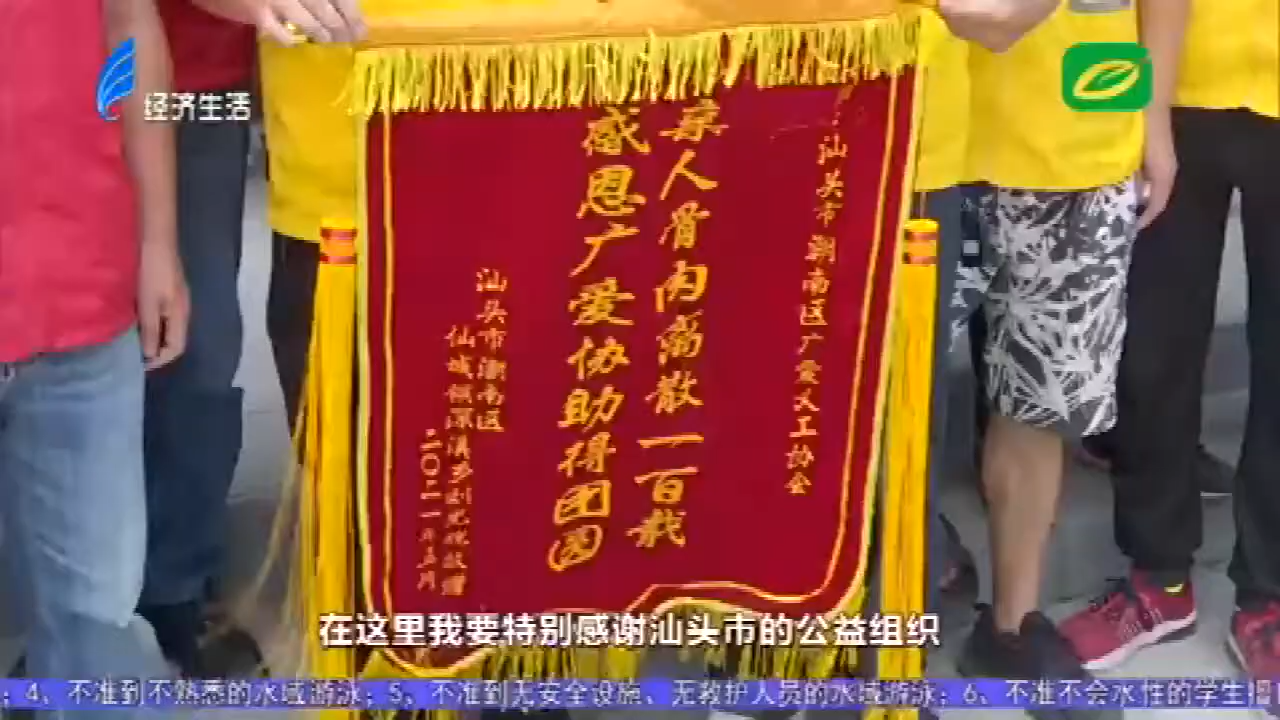 经济生活
汕头市潮南区广爱义工协会
亲人骨肉离散一百载
感恩广爱协助得团圆
汕头市潮南区
仙城镇深溪乡
二〇二一年五月
在这里我要特别感谢汕头市的公益组织
；4、不准到不熟悉的水域游泳；5、不准到无安全设施、无救护人员的水域游泳；6、不准不会水性的学生擅